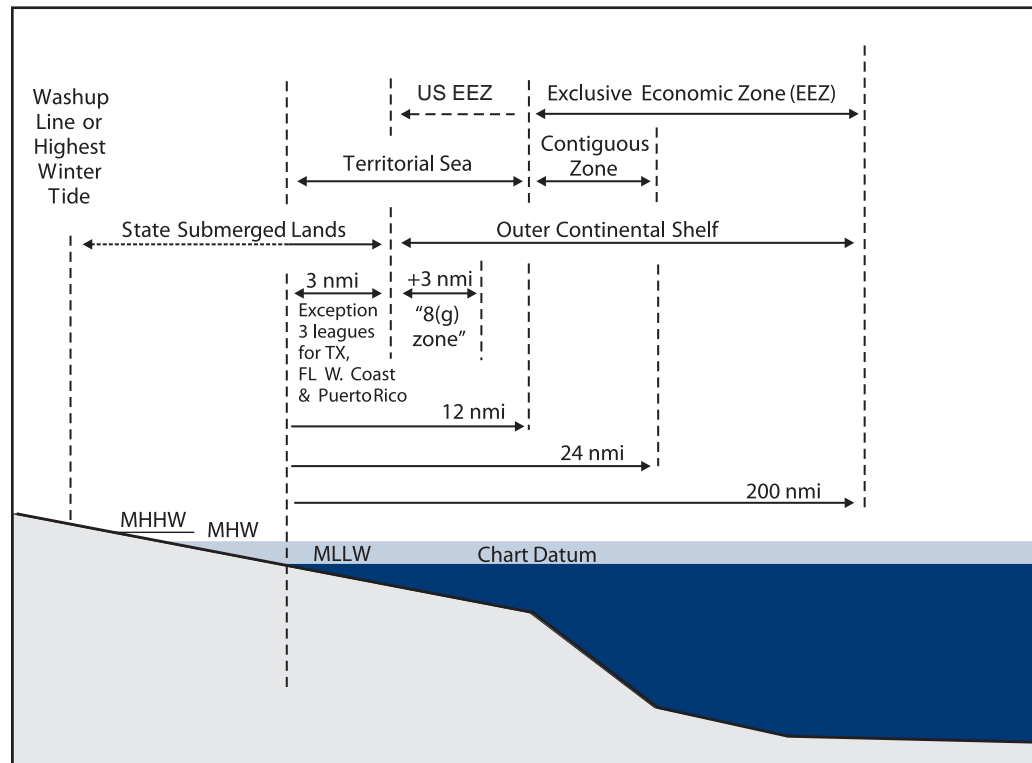 Washup
Line or
Highest
Winter
Tide
US EEZ
Exclusive Economic Zone (EEZ)
Contiguous
Zone
Territorial Sea
State Submerged Lands
Outer Continental Shelf
3 nmi
+3 nmi
Exception
3 leagues
for TX,
FL W. Coast
& Puerto Rico
“8(g)
zone”
12 nmi
24 nmi
200 nmi
MHHW
MHW
MLLW
Chart Datum